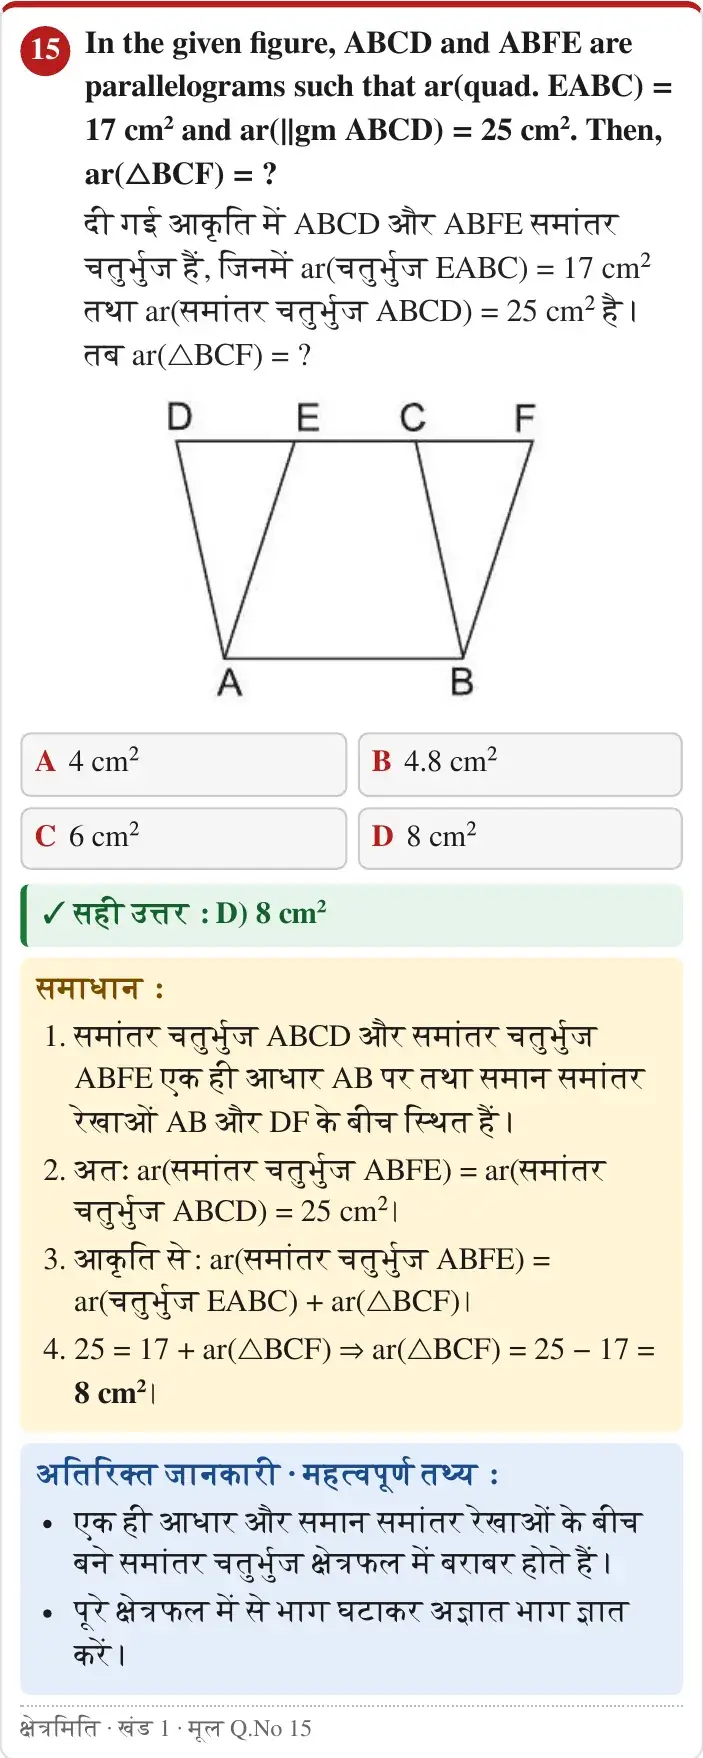 15 In the given figure, ABCD and ABFE are
parallelograms such that ar(quad. EABC) =
17 cm² and ar(||gm ABCD) = 25 cm². Then,
ar(△BCF) = ?
दी गई आकृति में ABCD और ABFE समांतर
चतुर्भुज हैं, जिनमें ar(चतुर्भुज EABC) = 17 cm²
तथा ar(समांतर चतुर्भुज ABCD) = 25 cm² है।
तब ar(△BCF) = ?
D E C F
A B
A 4 cm²
B 4.8 cm²
C 6 cm²
D 8 cm²
✓ सही उत्तर : D) 8 cm²
समाधान :
1. समांतर चतुर्भुज ABCD और समांतर चतुर्भुज
ABFE एक ही आधार AB पर तथा समान समांतर
रेखाओं AB और DF के बीच स्थित हैं।
2. अतः ar(समांतर चतुर्भुज ABFE) = ar(समांतर
चतुर्भुज ABCD) = 25 cm²।
3. आकृति से: ar(समांतर चतुर्भुज ABFE) =
ar(चतुर्भुज EABC) + ar(△BCF)।
4. 25 = 17 + ar(△BCF) ⇒ ar(△BCF) = 25 − 17 =
8 cm²।
अतिरिक्त जानकारी · महत्वपूर्ण तथ्य :
• एक ही आधार और समान समांतर रेखाओं के बीच
बने समांतर चतुर्भुज क्षेत्रफल में बराबर होते हैं।
• पूरे क्षेत्रफल में से भाग घटाकर अज्ञात भाग ज्ञात
करें।
क्षेत्रमिति · खंड 1 · मूल Q.No 15